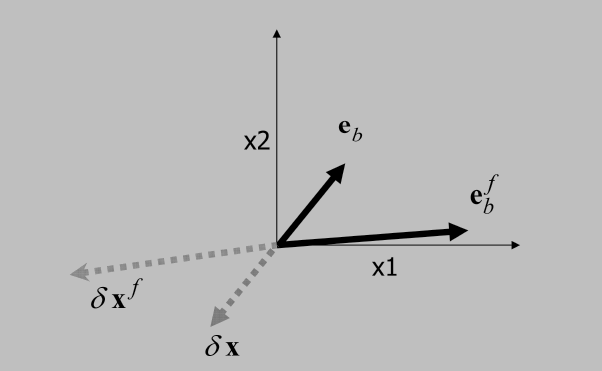 e_b
x2
e_b^f
x1
δx^f
δx